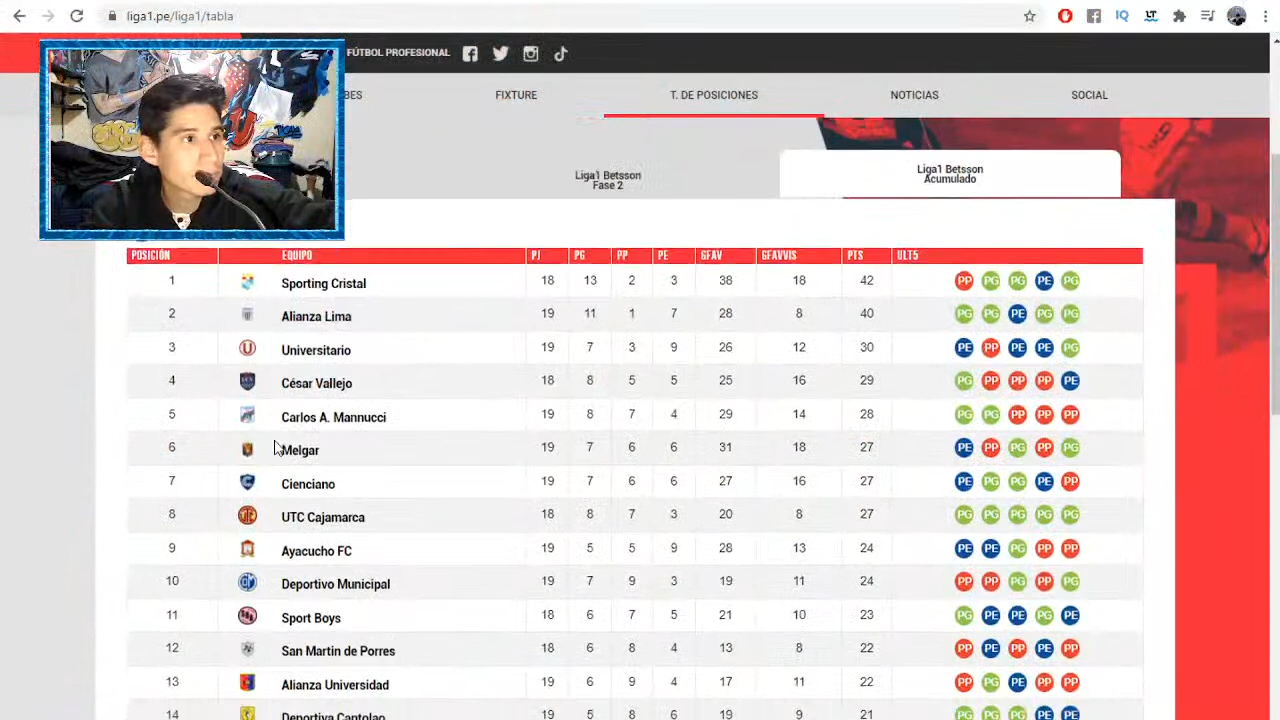 liga1.pe/liga1/tabla
FÚTBOL PROFESIONAL
BES FIXTURE T. DE POSICIONES NOTICIAS SOCIAL
Liga1 Betsson
Fase 2
Liga1 Betsson
Acumulado
POSICIÓN EQUIPO PJ PG PP PE GFAV GFAVVIS PTS ULT5
1 Sporting Cristal 18 13 2 3 38 18 42 PP PG PG PE PG
2 Alianza Lima 19 11 1 7 28 8 40 PG PG PE PG PG
3 Universitario 19 7 3 9 26 12 30 PE PP PE PE PG
4 César Vallejo 18 8 5 5 25 16 29 PG PP PP PP PE
5 Carlos A. Mannucci 19 8 7 4 29 14 28 PG PG PP PP PP
6 Melgar 19 7 6 6 31 18 27 PE PP PG PP PG
7 Cienciano 19 7 6 6 27 16 27 PE PG PG PE PP
8 UTC Cajamarca 18 8 7 3 20 8 27 PG PG PG PG PG
9 Ayacucho FC 19 5 5 9 28 13 24 PE PE PG PP PP
10 Deportivo Municipal 19 7 9 3 19 11 24 PP PP PG PP PG
11 Sport Boys 18 6 7 5 21 10 23 PG PE PE PG PE
12 San Martin de Porres 18 6 8 4 13 8 22 PP PE PP PE PP
13 Alianza Universidad 19 6 9 4 17 11 22 PP PG PE PP PP
14 Deportiva Cantolao 19 5 8 6 19 9 21 PG PG PG PE PE